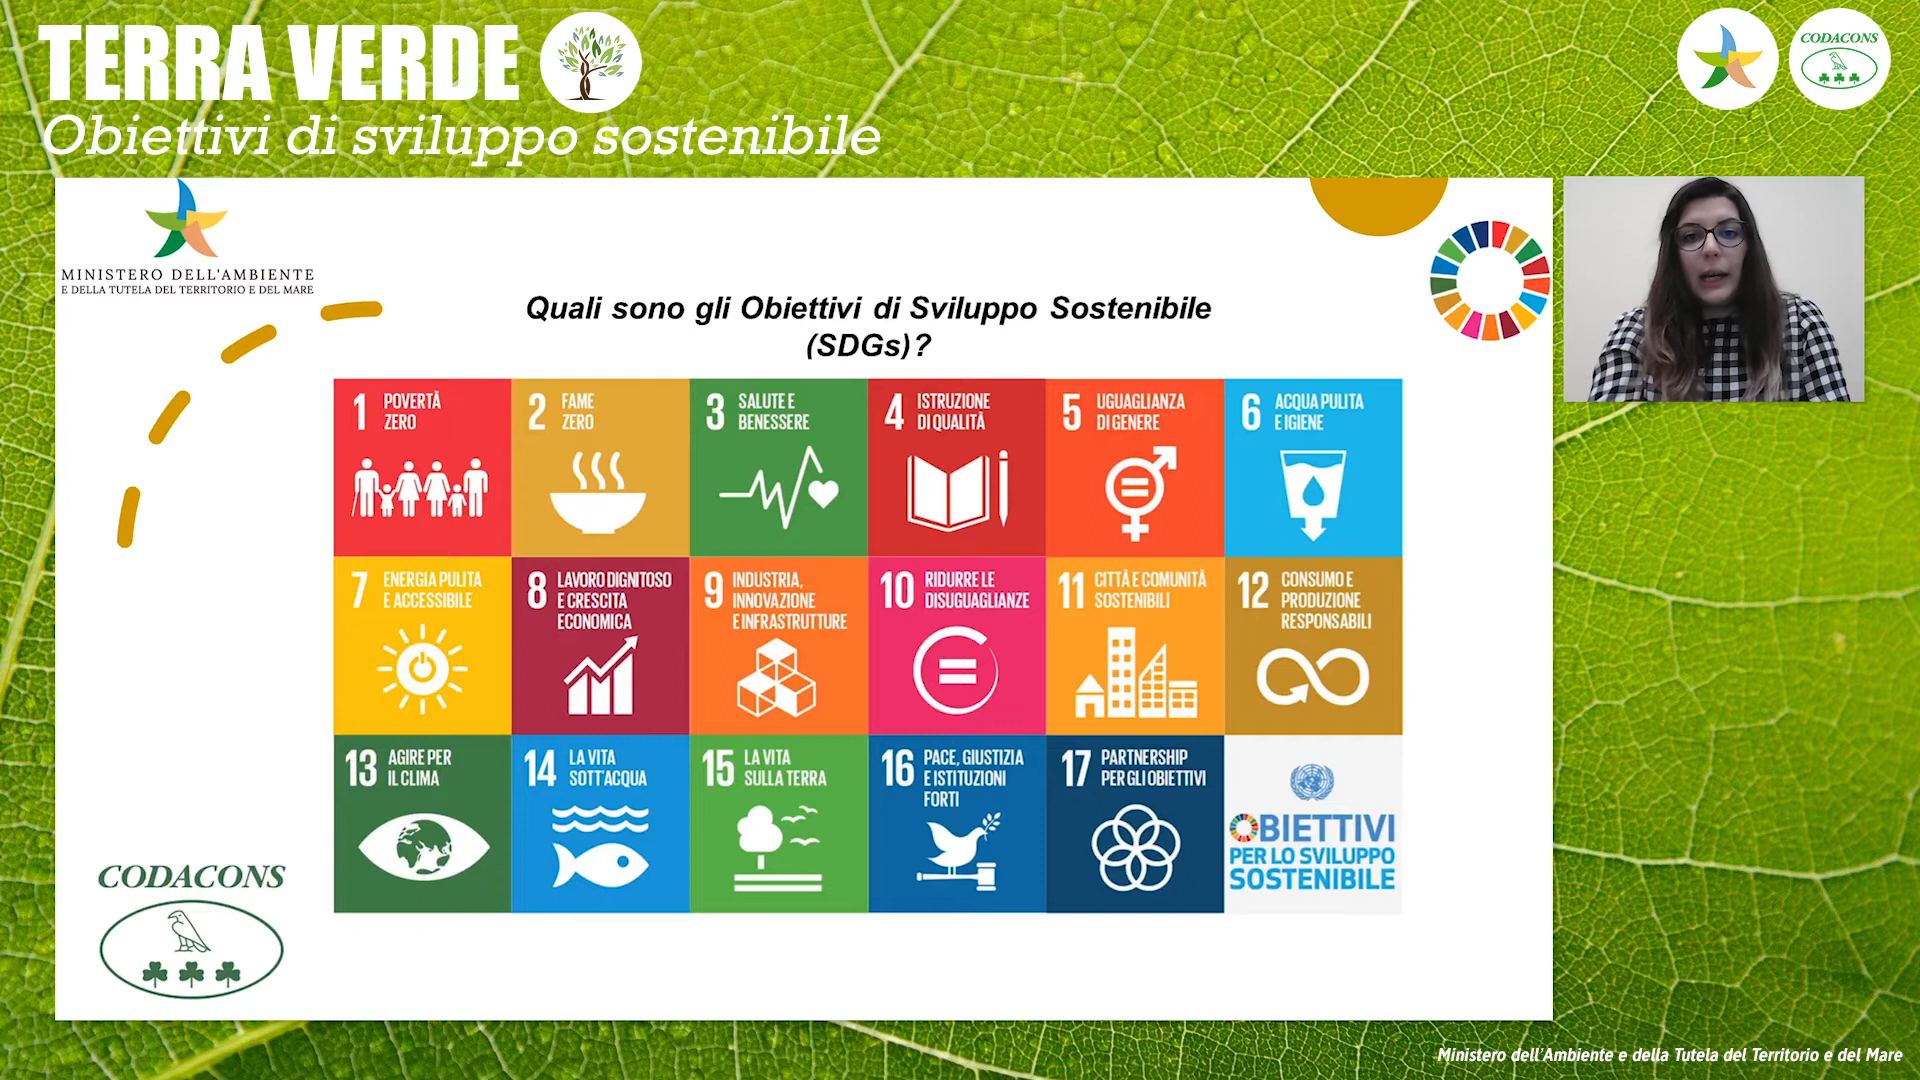 TERRA VERDE
Obiettivi di sviluppo sostenibile
CODACONS
MINISTERO DELL'AMBIENTE
E DELLA TUTELA DEL TERRITORIO E DEL MARE
Quali sono gli Obiettivi di Sviluppo Sostenibile
(SDGs)?
1 POVERTÀ
ZERO
2 FAME
ZERO
3 SALUTE E
BENESSERE
4 ISTRUZIONE
DI QUALITÀ
5 UGUAGLIANZA
DI GENERE
6 ACQUA PULITA
E IGIENE
7 ENERGIA PULITA
E ACCESSIBILE
8 LAVORO DIGNITOSO
E CRESCITA
ECONOMICA
9 INDUSTRIA,
INNOVAZIONE
E INFRASTRUTTURE
10 RIDURRE LE
DISUGUAGLIANZE
11 CITTÀ E COMUNITÀ
SOSTENIBILI
12 CONSUMO E
PRODUZIONE
RESPONSABILI
13 AGIRE PER
IL CLIMA
14 LA VITA
SOTT'ACQUA
15 LA VITA
SULLA TERRA
16 PACE, GIUSTIZIA
E ISTITUZIONI
FORTI
17 PARTNERSHIP
PER GLI OBIETTIVI
OBIETTIVI
PER LO SVILUPPO
SOSTENIBILE
CODACONS
Ministero dell'Ambiente e della Tutela del Territorio e del Mare